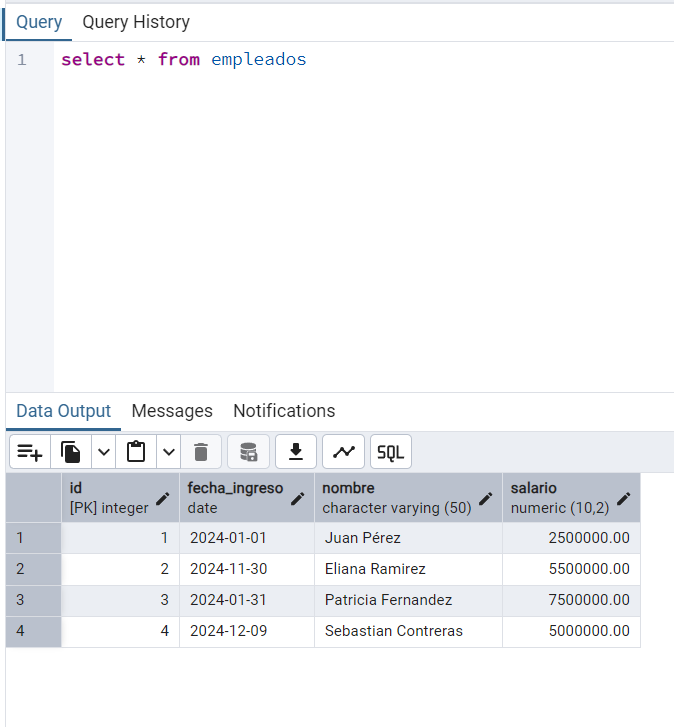 Query Query History
1 select * from empleados
Data Output Messages Notifications
SQL
id fecha_ingreso nombre salario
[PK] integer date character varying (50) numeric (10,2)
1 1 2024-01-01 Juan Pérez 2500000.00
2 2 2024-11-30 Eliana Ramirez 5500000.00
3 3 2024-01-31 Patricia Fernandez 7500000.00
4 4 2024-12-09 Sebastian Contreras 5000000.00